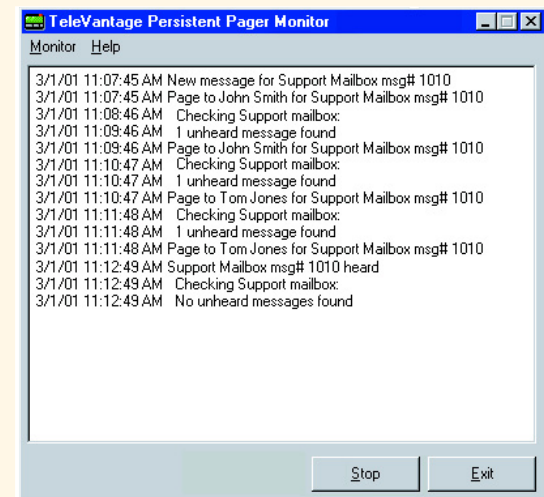 TeleVantage Persistent Pager Monitor
Monitor Help
3/1/01 11:07:45 AM New message for Support Mailbox msg# 1010
3/1/01 11:07:45 AM Page to John Smith for Support Mailbox msg# 1010
3/1/01 11:08:46 AM Checking Support mailbox:
3/1/01 11:09:46 AM 1 unheard message found
3/1/01 11:09:46 AM Page to John Smith for Support Mailbox msg# 1010
3/1/01 11:10:47 AM Checking Support mailbox:
3/1/01 11:10:47 AM 1 unheard message found
3/1/01 11:10:47 AM Page to Tom Jones for Support Mailbox msg# 1010
3/1/01 11:11:48 AM Checking Support mailbox:
3/1/01 11:11:48 AM 1 unheard message found
3/1/01 11:11:48 AM Page to Tom Jones for Support Mailbox msg# 1010
3/1/01 11:12:49 AM Support Mailbox msg# 1010 heard
3/1/01 11:12:49 AM Checking Support mailbox:
3/1/01 11:12:49 AM No unheard messages found
Stop Exit